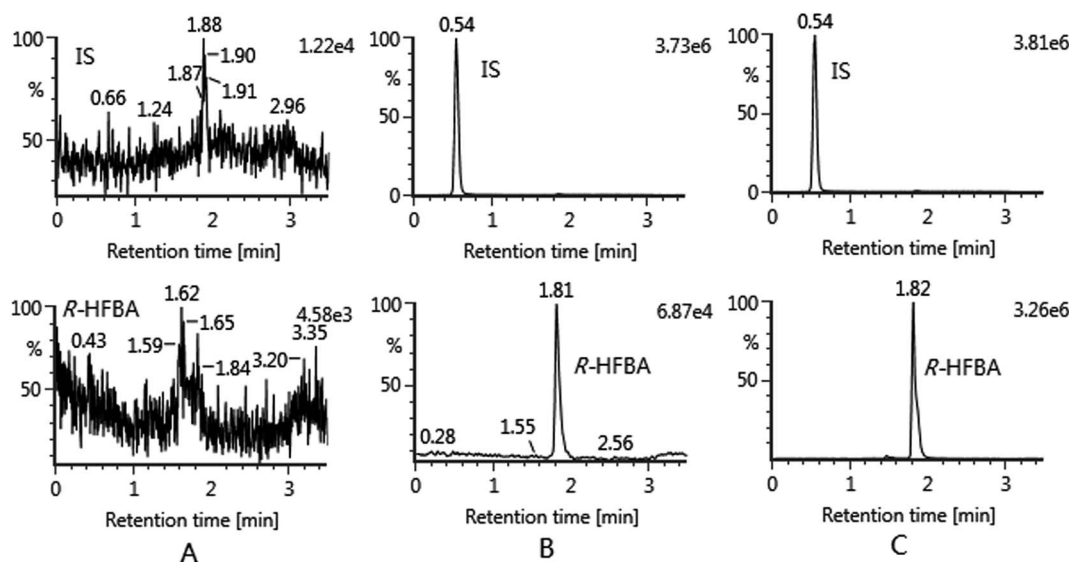 1.88
100
IS
1.22e4
1.90
1.87
1.91
%
0.66
1.24
2.96
50
0 1 2 3
Retention time [min]
0.54
100
3.73e6
IS
%
50
0
0 1 2 3
Retention time [min]
0.54
100
3.81e6
IS
%
50
0
0 1 2 3
Retention time [min]
1.62
100
R-HFBA
4.58e3
1.65
3.35
0.43
1.59
%
1.84
3.20
50
0 1 2 3
Retention time [min]
A
1.81
100
6.87e4
%
R-HFBA
50
0.28
1.55
2.56
0 1 2 3
Retention time [min]
B
1.82
100
3.26e6
%
R-HFBA
50
0 1 2 3
Retention time [min]
C